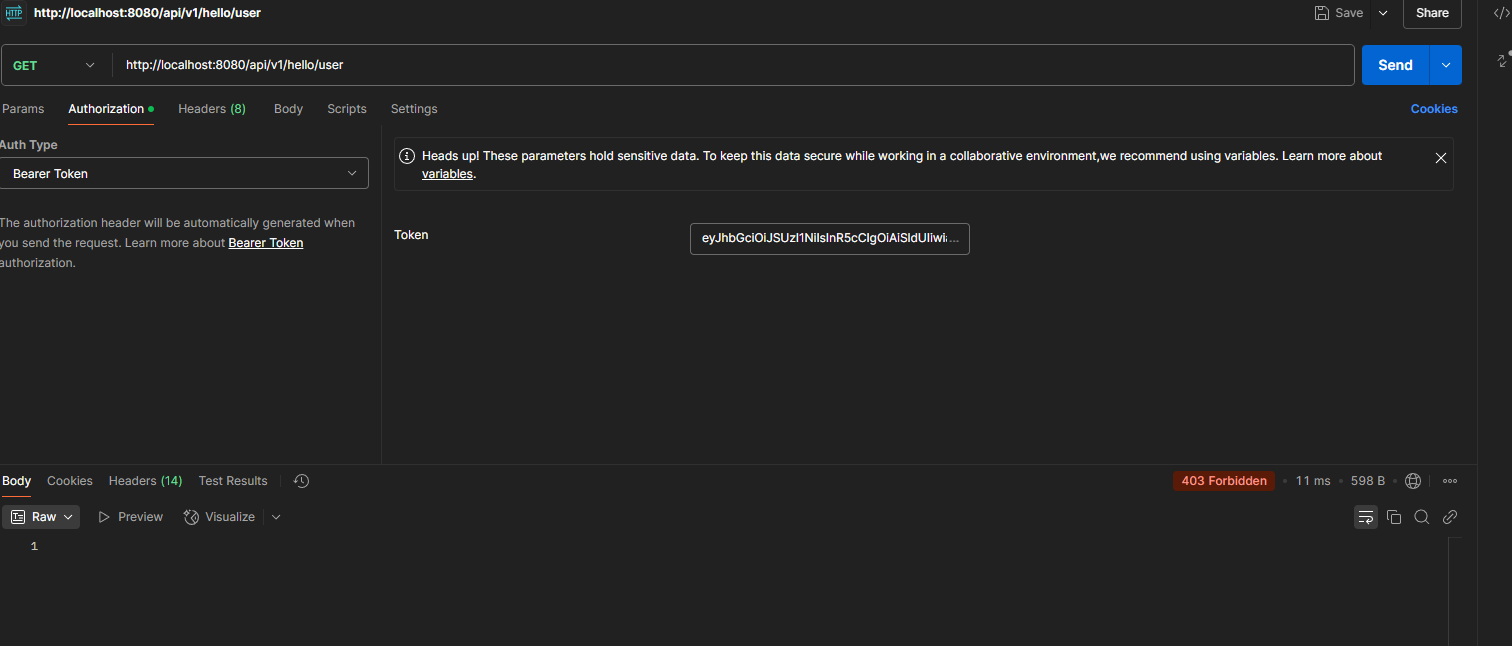 HTTP http://localhost:8080/api/v1/hello/user Save Share
GET http://localhost:8080/api/v1/hello/user Send
Params Authorization Headers (8) Body Scripts Settings Cookies
Auth Type
Bearer Token
The authorization header will be automatically generated when
you send the request. Learn more about Bearer Token
authorization.
Heads up! These parameters hold sensitive data. To keep this data secure while working in a collaborative environment,we recommend using variables. Learn more about
variables.
Token eyJhbGciOiJSUzI1NiIsInR5cCIgOiAiSldUIiwi...
Body Cookies Headers (14) Test Results 403 Forbidden 11 ms 598 B
Raw Preview Visualize
1